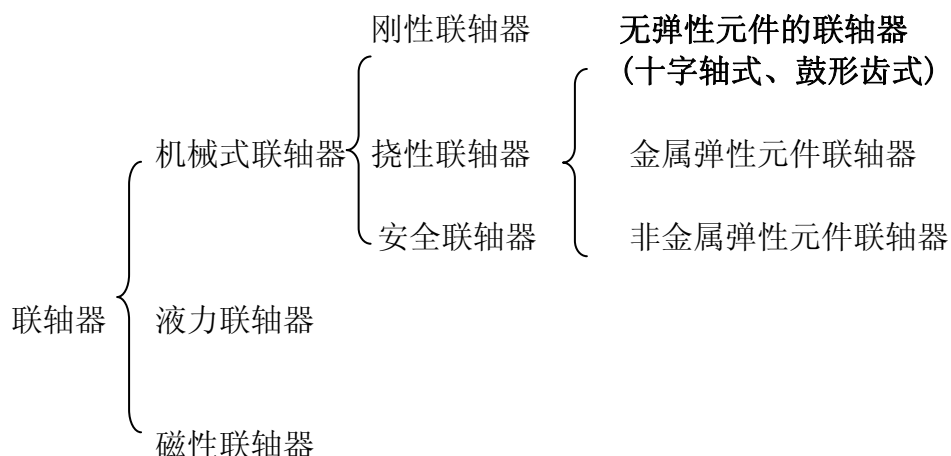 刚性联轴器 无弹性元件的联轴器
(十字轴式、鼓形齿式)
机械式联轴器 挠性联轴器 金属弹性元件联轴器
安全联轴器 非金属弹性元件联轴器
联轴器 液力联轴器
磁性联轴器